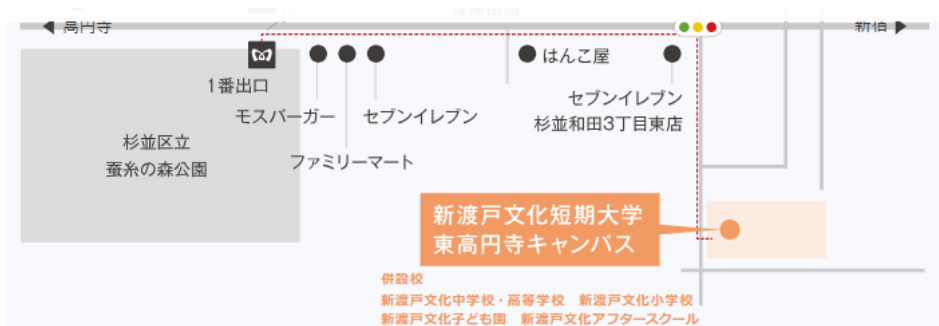 高円寺
新宿
1番出口
はんこ屋
モスバーガー
セブンイレブン
セブンイレブン
杉並和田3丁目東店
杉並区立
蚕糸の森公園
ファミリーマート
新渡戸文化短期大学
東高円寺キャンパス
併設校
新渡戸文化中学校・高等学校　新渡戸文化小学校
新渡戸文化子ども園　新渡戸文化アフタースクール